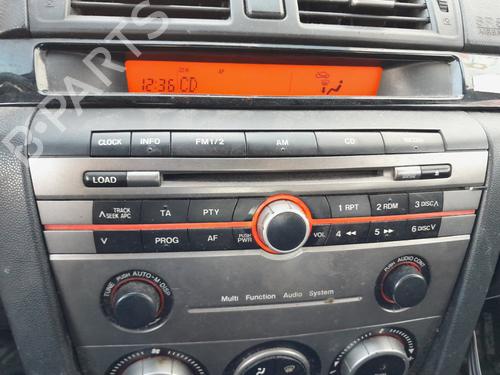 12:36 CD
AF
CLOCK INFO FM1/2 AM CD
LOAD
TRACK SEEK APC TA PTY 1 RPT 2 RDM 3 DISC
PROG AF PUSH PWR VOL 4 5 6 DISC
PUSH AUTO-M·DISP
TUNE
PUSH AUDIO CONT
Multi Function Audio System
B-PARTS